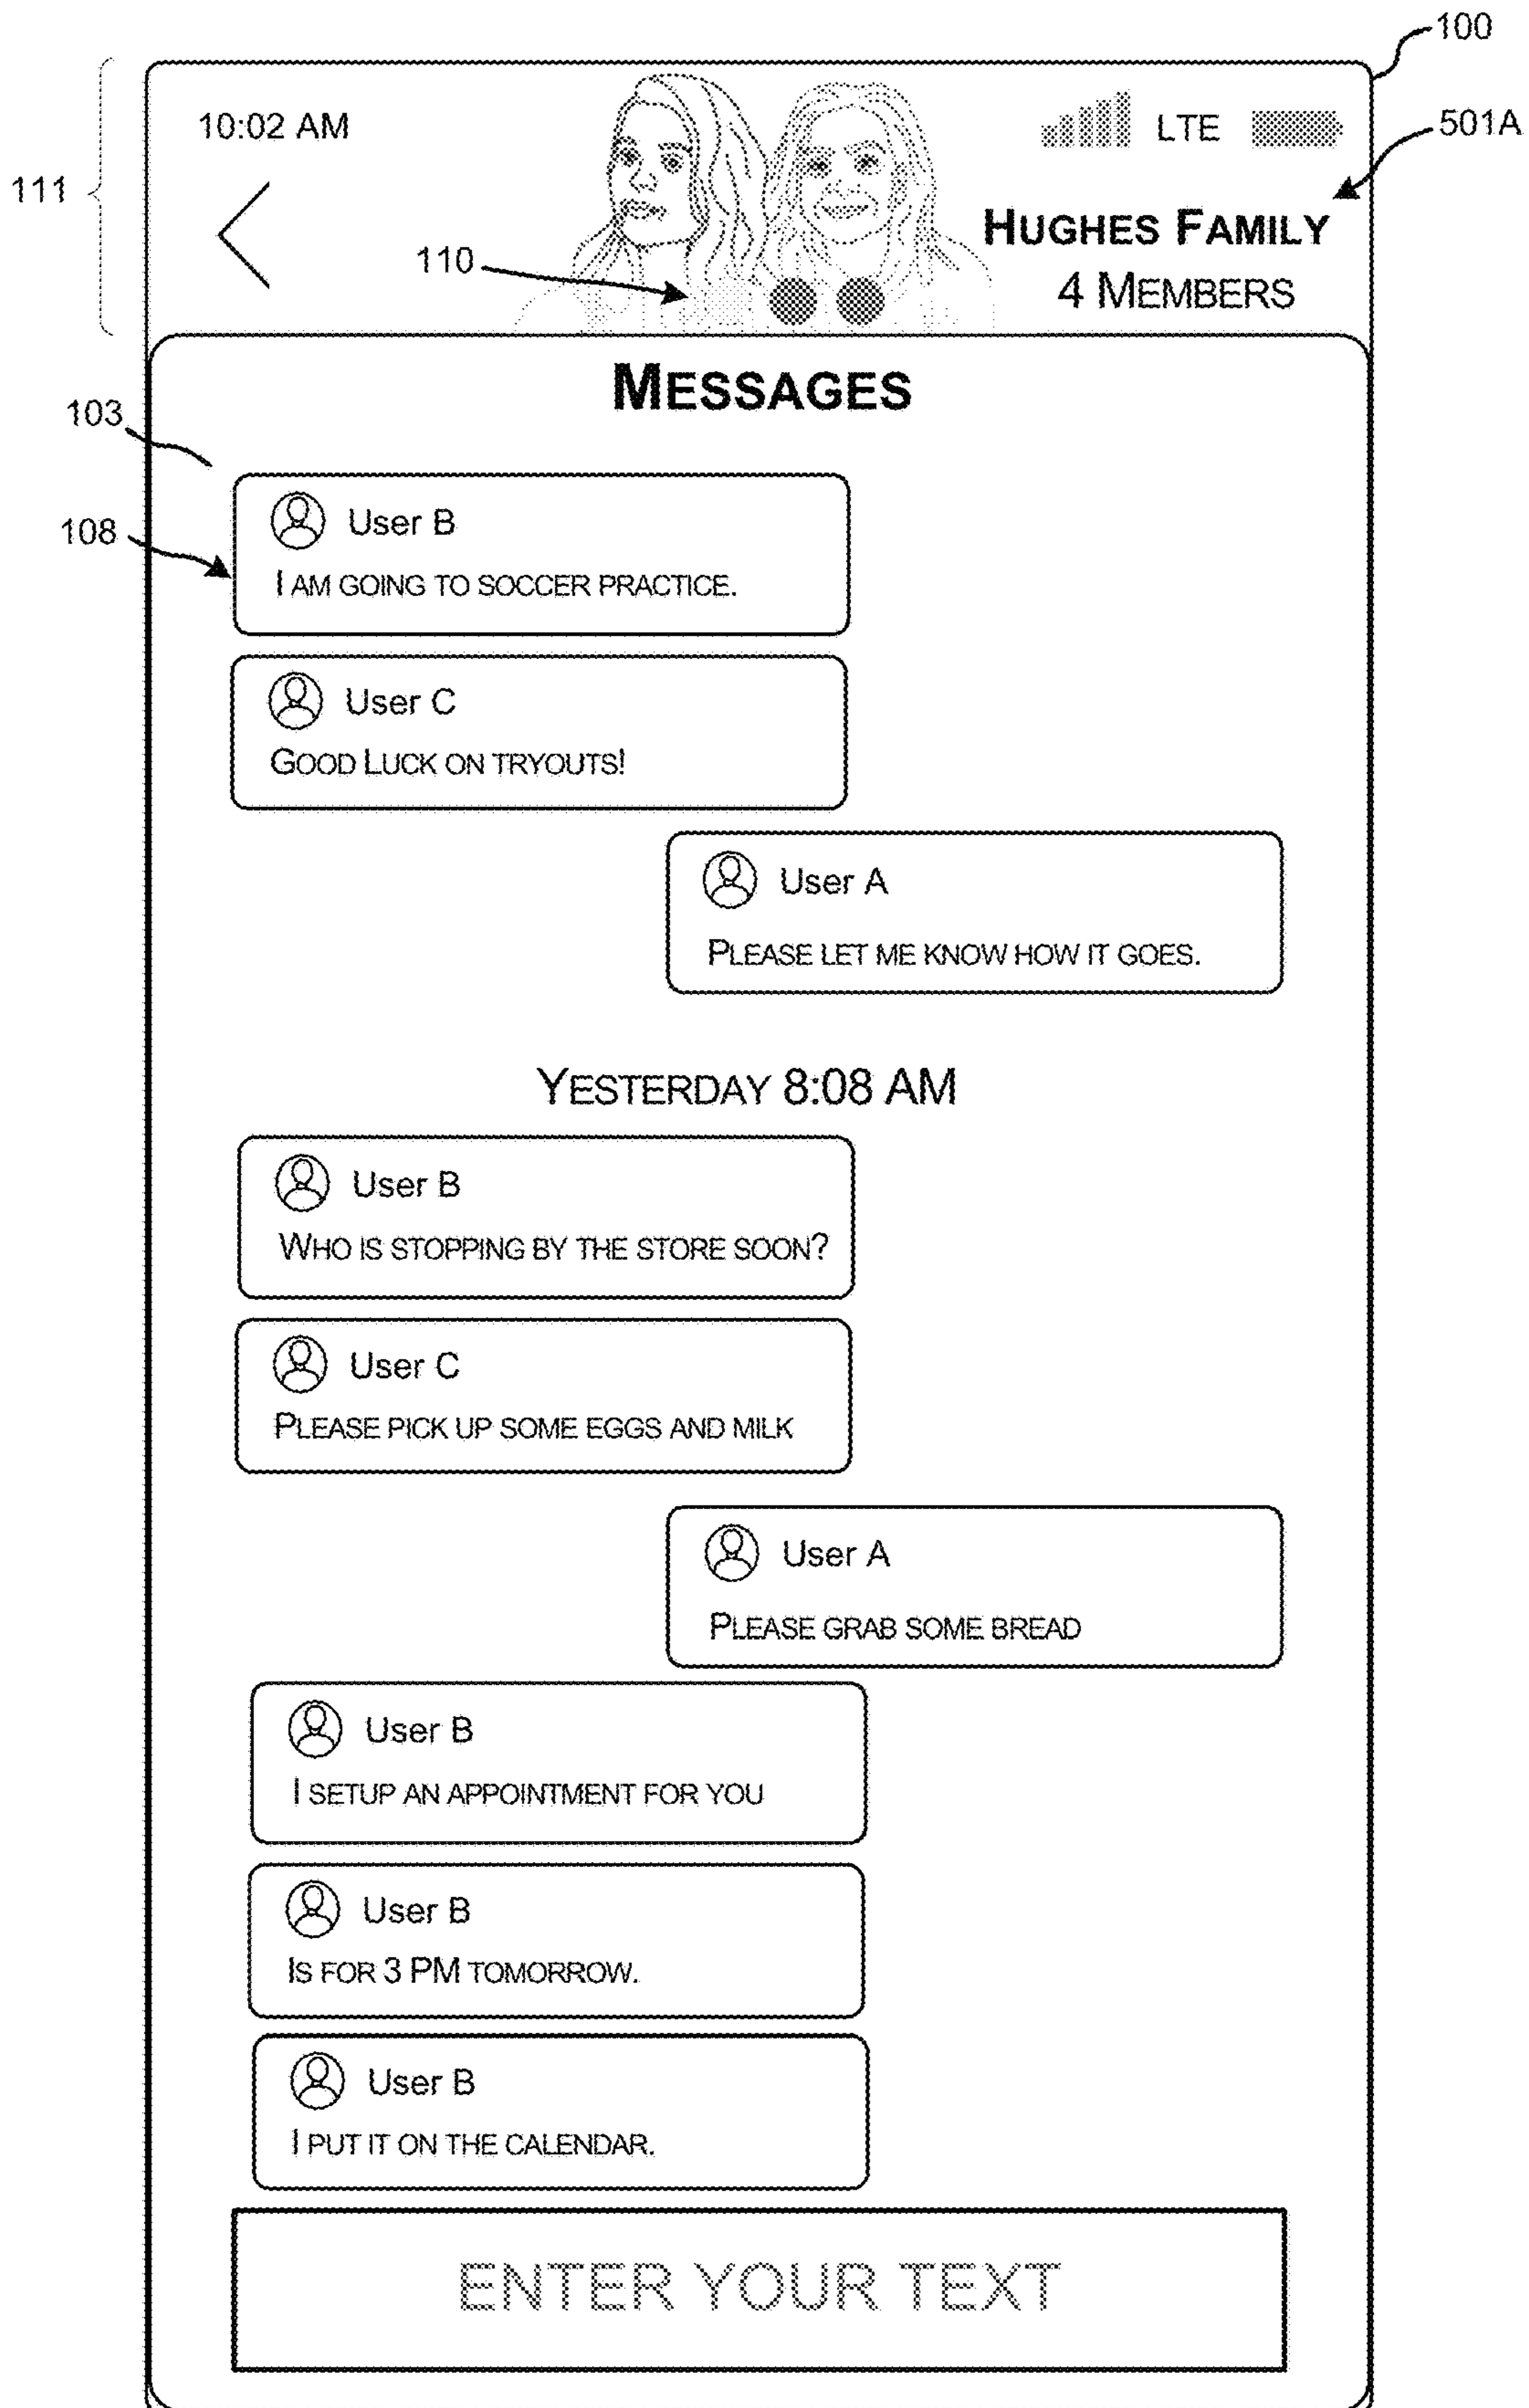 100
10:02 AM
LTE
501A
111
HUGHES FAMILY
110
4 MEMBERS
MESSAGES
103
User B
108
I AM GOING TO SOCCER PRACTICE.
User C
GOOD LUCK ON TRYOUTS!
User A
PLEASE LET ME KNOW HOW IT GOES.
YESTERDAY 8:08 AM
User B
WHO IS STOPPING BY THE STORE SOON?
User C
PLEASE PICK UP SOME EGGS AND MILK
User A
PLEASE GRAB SOME BREAD
User B
I SETUP AN APPOINTMENT FOR YOU
User B
IS FOR 3 PM TOMORROW.
User B
I PUT IT ON THE CALENDAR.
ENTER YOUR TEXT